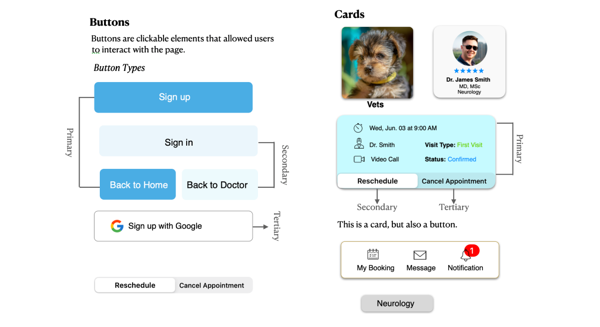 Buttons
Buttons are clickable elements that allowed users
to interact with the page.
Button Types
Sign up
Sign in
Back to Home
Back to Doctor
Primary
Secondary
Sign up with Google
Tertiary
Reschedule
Cancel Appointment
Cards
Vets
Dr. James Smith
MD, MSc
Neurology
Wed, Jun. 03 at 9:00 AM
Dr. Smith
Visit Type: First Visit
Video Call
Status: Confirmed
Reschedule
Cancel Appointment
Primary
Secondary
Tertiary
This is a card, but also a button.
1
My Booking
Message
Notification
Neurology